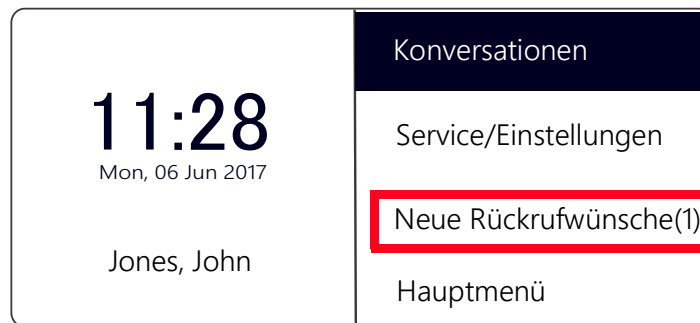 11:28
Mon, 06 Jun 2017
Jones, John
Konversationen
Service/Einstellungen
Neue Rückrufwünsche(1)
Hauptmenü